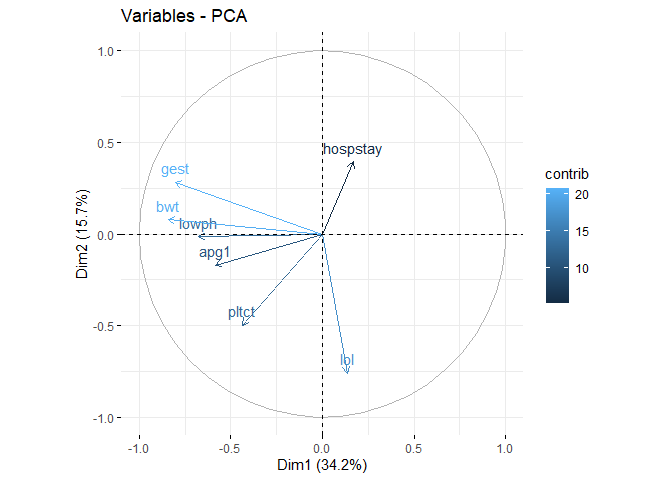 Variables - PCA
1.0
0.5
0.0
-0.5
-1.0
Dim2 (15.7%)
hospstay
gest
bwt
lowph
apg1
pltct
lol
-1.0
-0.5
0.0
0.5
1.0
Dim1 (34.2%)
contrib
20
15
10